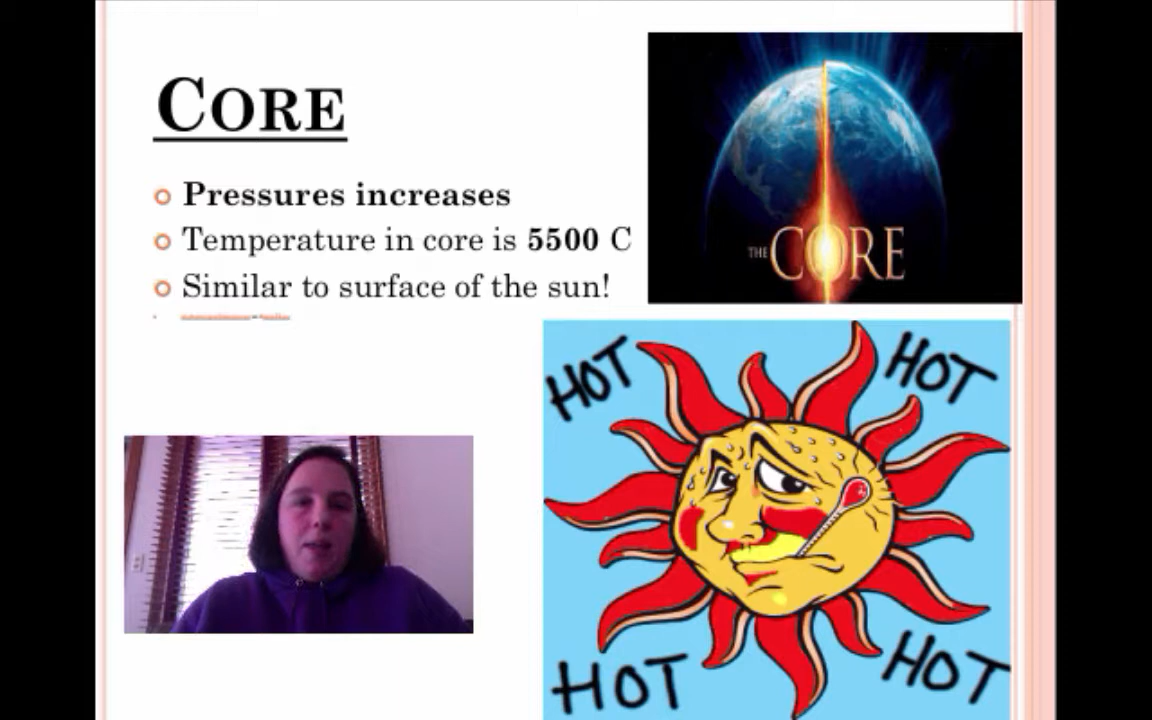 CORE
Pressures increases
Temperature in core is 5500 C
Similar to surface of the sun!
THE CORE
HOT
HOT
HOT
HOT